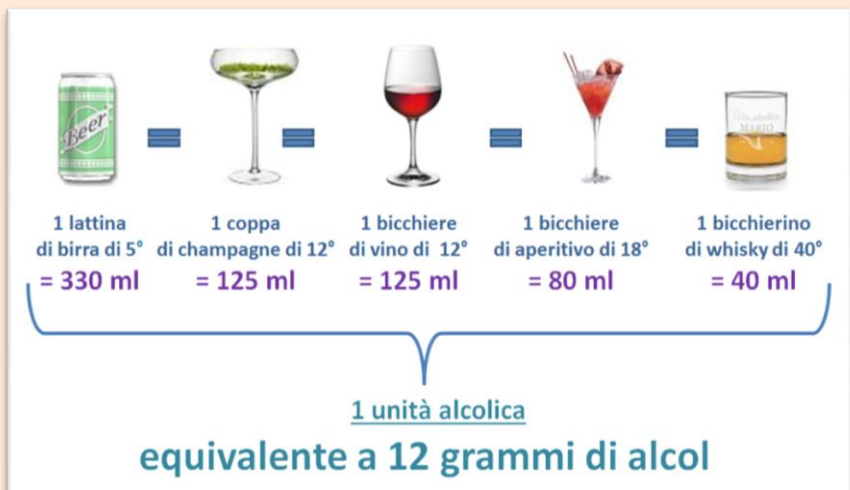 Beer
MARIO
1 lattina
di birra di 5°
= 330 ml
1 coppa
di champagne di 12°
= 125 ml
1 bicchiere
di vino di 12°
= 125 ml
1 bicchiere
di aperitivo di 18°
= 80 ml
1 bicchierino
di whisky di 40°
= 40 ml
1 unità alcolica
equivalente a 12 grammi di alcol